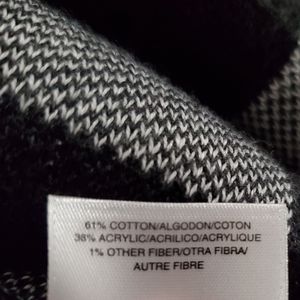 61% COTTON/ALGODON/COTON
38% ACRYLIC/ACRILICO/ACRYLIQUE
1% OTHER FIBER/OTRA FIBRA/
AUTRE FIBRE